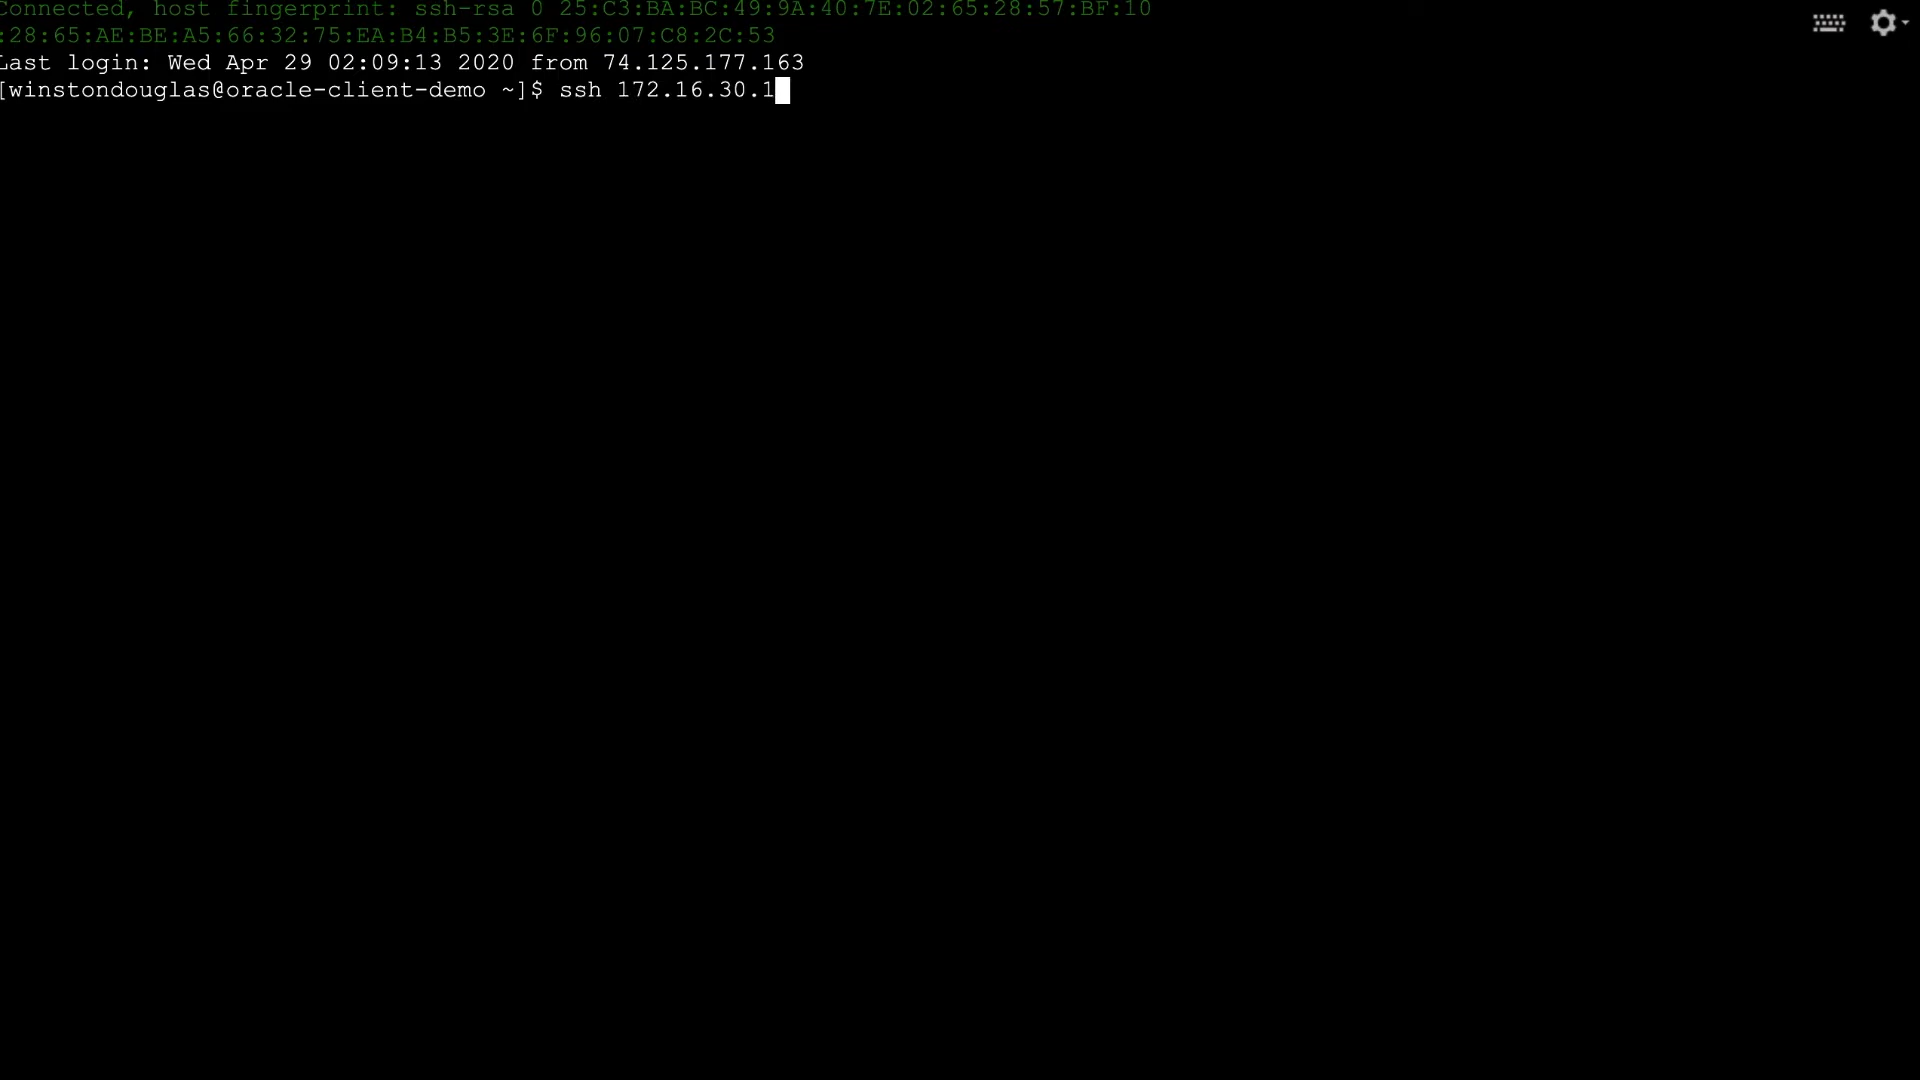 Connected, host fingerprint: ssh-rsa 0 25:C3:BA:BC:49:9A:40:7E:02:65:28:57:BF:10
:28:65:AE:BE:A5:66:32:75:EA:B4:B5:3E:6F:96:07:C8:2C:53
Last login: Wed Apr 29 02:09:13 2020 from 74.125.177.163
[winstondouglas@oracle-client-demo ~]$ ssh 172.16.30.1